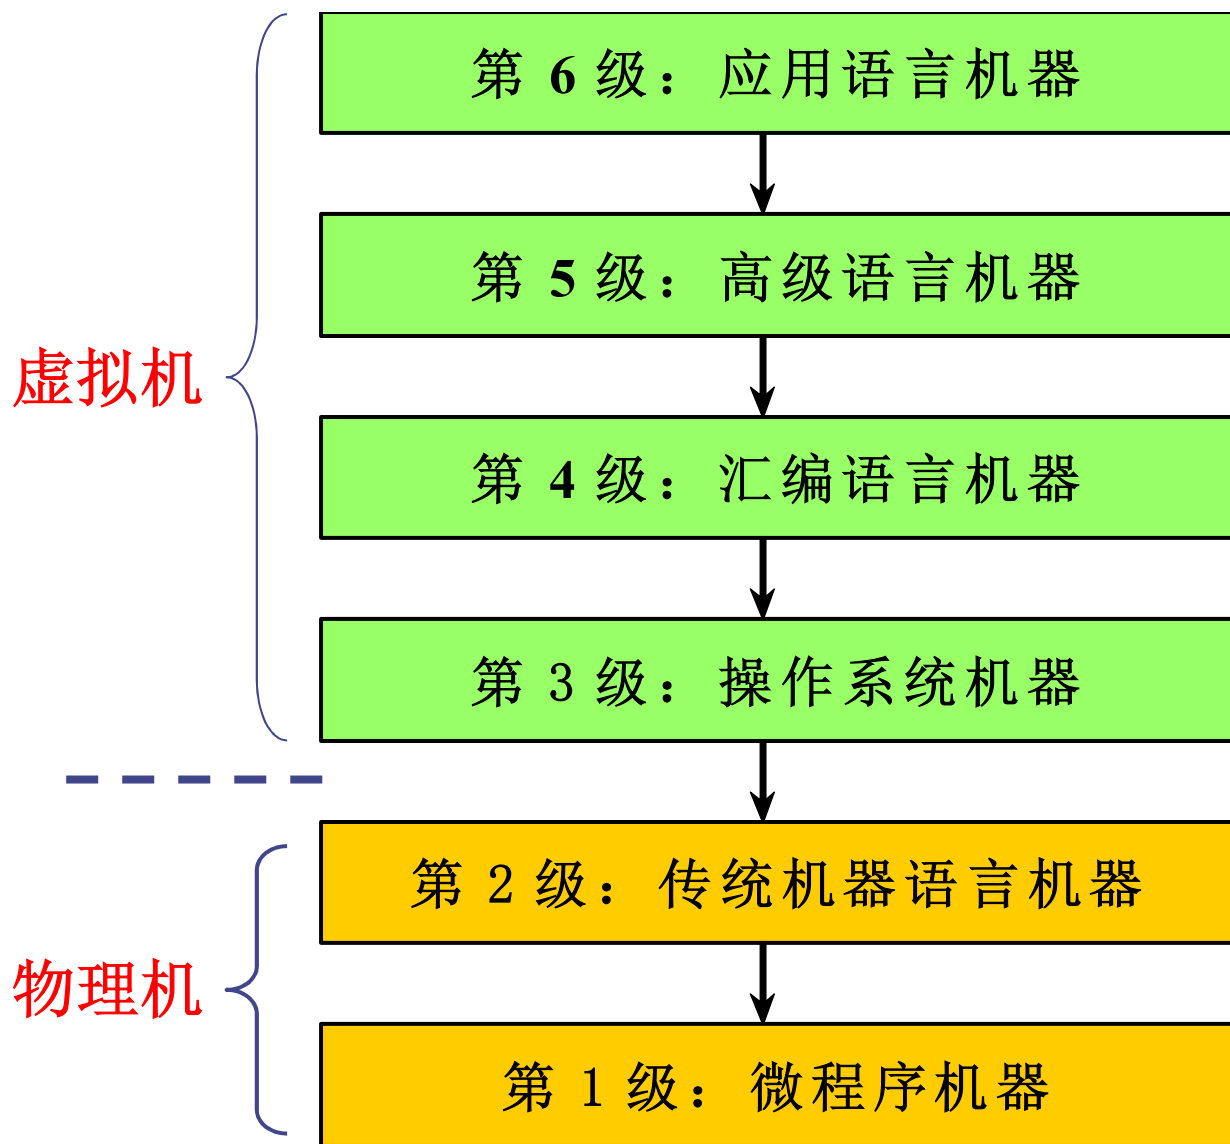 第 6 级：应用语言机器
第 5 级：高级语言机器
虚拟机
第 4 级：汇编语言机器
第 3 级：操作系统机器
第 2 级：传统机器语言机器
物理机
第 1 级：微程序机器